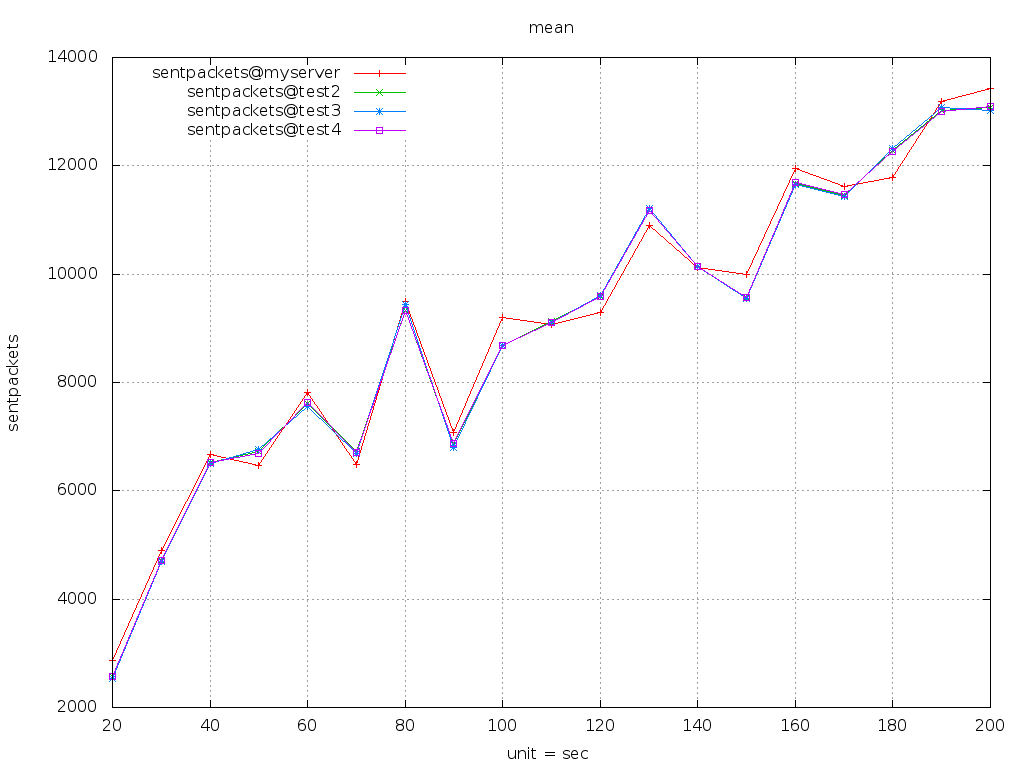 mean
14000
12000
10000
8000
6000
4000
2000
sentpackets
sentpackets@myserver
sentpackets@test2
sentpackets@test3
sentpackets@test4
20 40 60 80 100 120 140 160 180 200
unit = sec